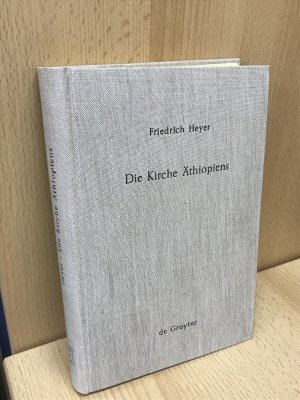 Friedrich Heyer
Die Kirche Äthiopiens
de Gruyter
Heyer Die Kirche Äthiopiens